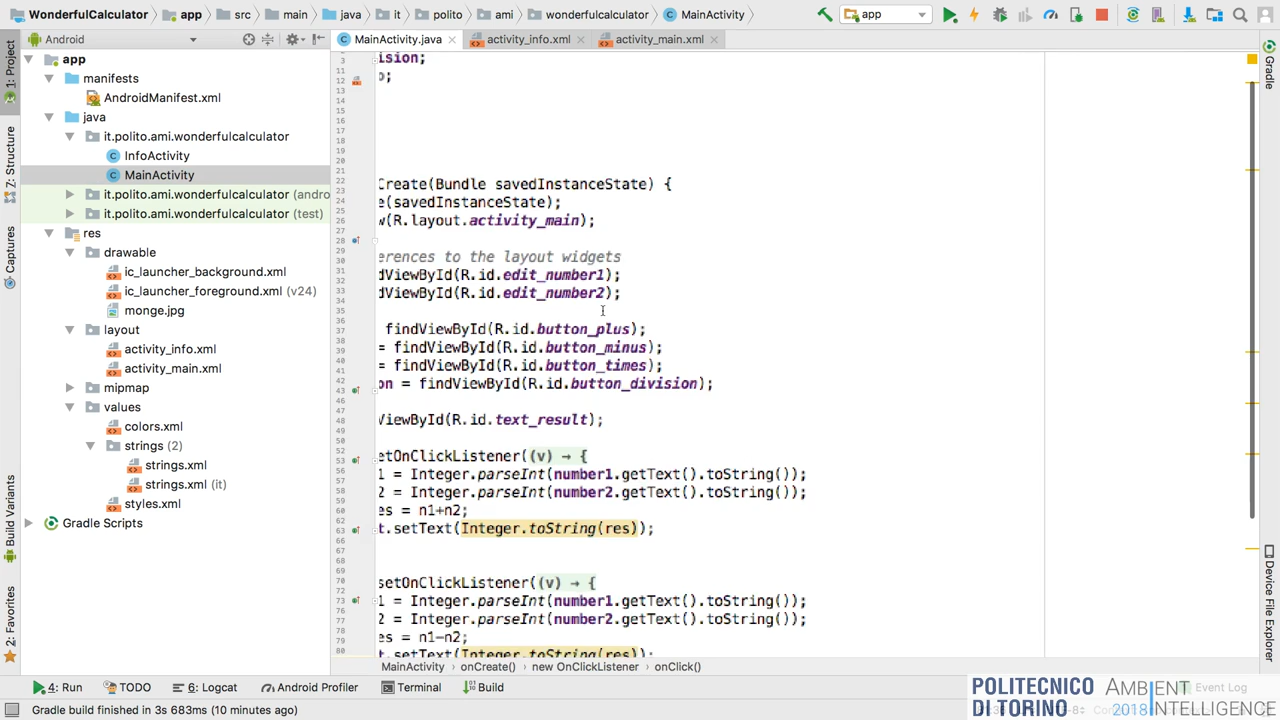 WonderfulCalculator app src main java it polito ami wonderfulcalculator MainActivity app
Android
MainActivity.java activity_info.xml activity_main.xml
1: Project
Z: Structure
Captures
Build Variants
2: Favorites
Gradle
Device File Explorer
app
manifests
AndroidManifest.xml
java
it.polito.ami.wonderfulcalculator
InfoActivity
MainActivity
it.polito.ami.wonderfulcalculator (andro
it.polito.ami.wonderfulcalculator (test)
res
drawable
ic_launcher_background.xml
ic_launcher_foreground.xml (v24)
monge.jpg
layout
activity_info.xml
activity_main.xml
mipmap
values
colors.xml
strings (2)
strings.xml
strings.xml (it)
styles.xml
Gradle Scripts
ision;
o;
Create(Bundle savedInstanceState) {
e(savedInstanceState);
w(R.layout.activity_main);
erences to the layout widgets
dViewById(R.id.edit_number1);
dViewById(R.id.edit_number2);
findViewById(R.id.button_plus);
= findViewById(R.id.button_minus);
= findViewById(R.id.button_times);
on = findViewById(R.id.button_division);
ViewById(R.id.text_result);
etOnClickListener((v) → {
1 = Integer.parseInt(number1.getText().toString());
2 = Integer.parseInt(number2.getText().toString());
es = n1+n2;
t.setText(Integer.toString(res));
setOnClickListener((v) → {
1 = Integer.parseInt(number1.getText().toString());
2 = Integer.parseInt(number2.getText().toString());
es = n1-n2;
t.setText(Integer.toString(res));
MainActivity onCreate() new OnClickListener onClick()
4: Run TODO 6: Logcat Android Profiler Terminal Build Event Log
Gradle build finished in 3s 683ms (10 minutes ago)
POLITECNICO
DI TORINO
AMBIENT
2018 INTELLIGENCE